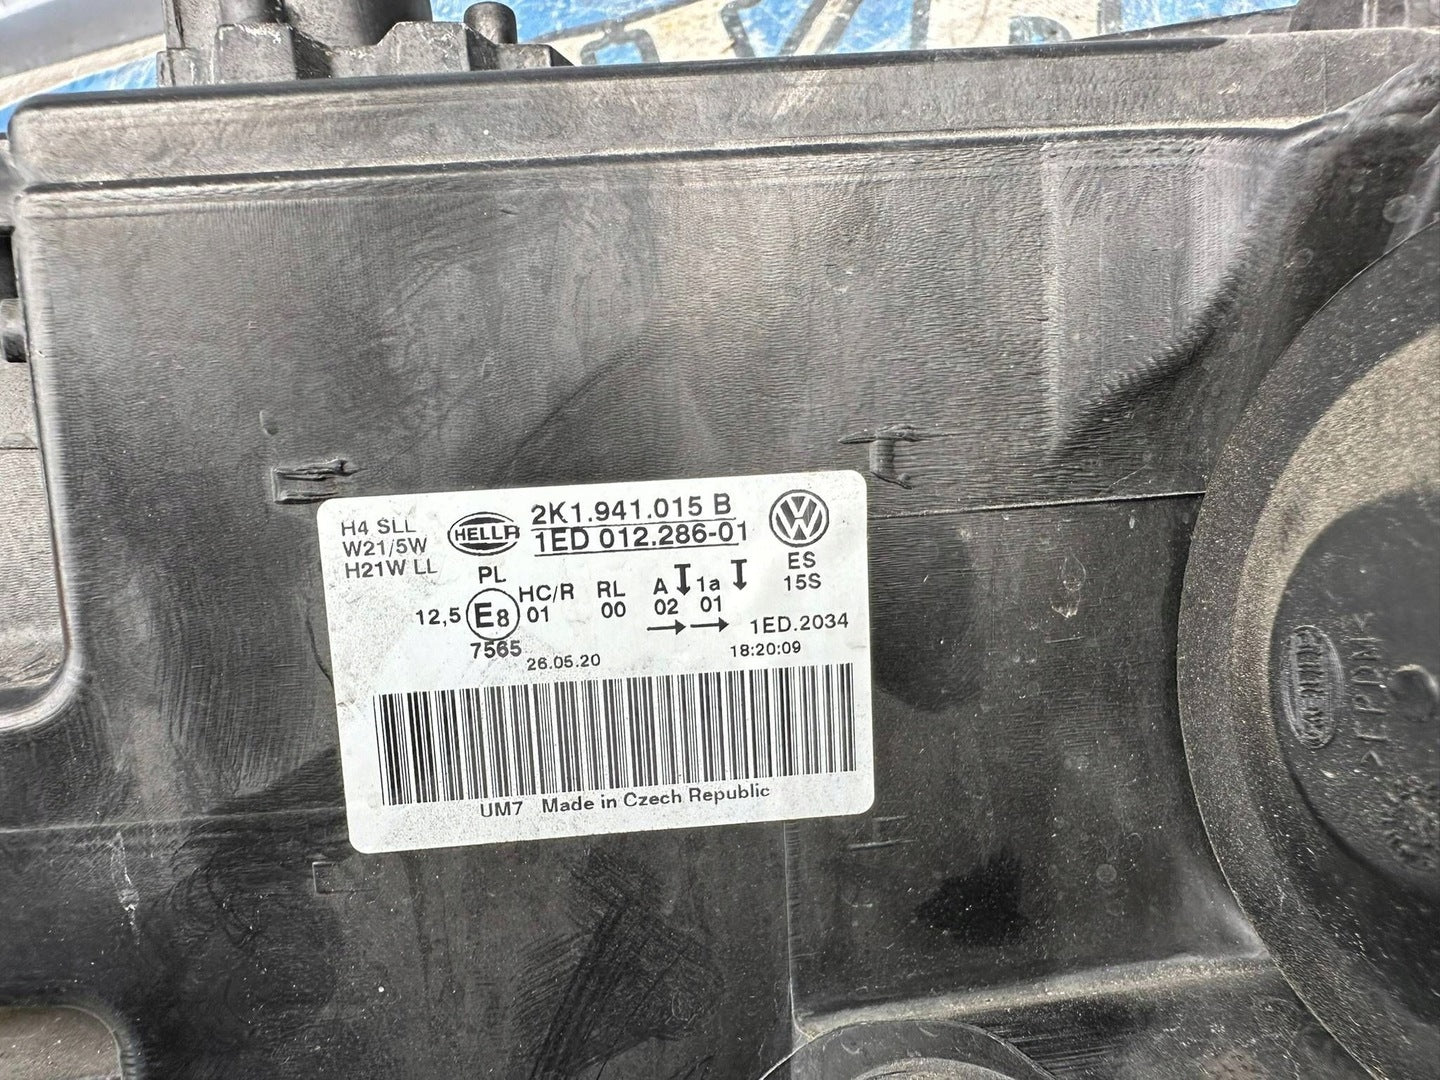 H4 SLL
W21/5W
H21W LL
HELLA
2K1.941.015 B
1ED 012.286-01
ES
15S
PL
HC/R RL A 1a
12,5 E8 01 00 02 01
7565
1ED.2034
26.05.20 18:20:09
UM7 Made in Czech Republic
HELLA